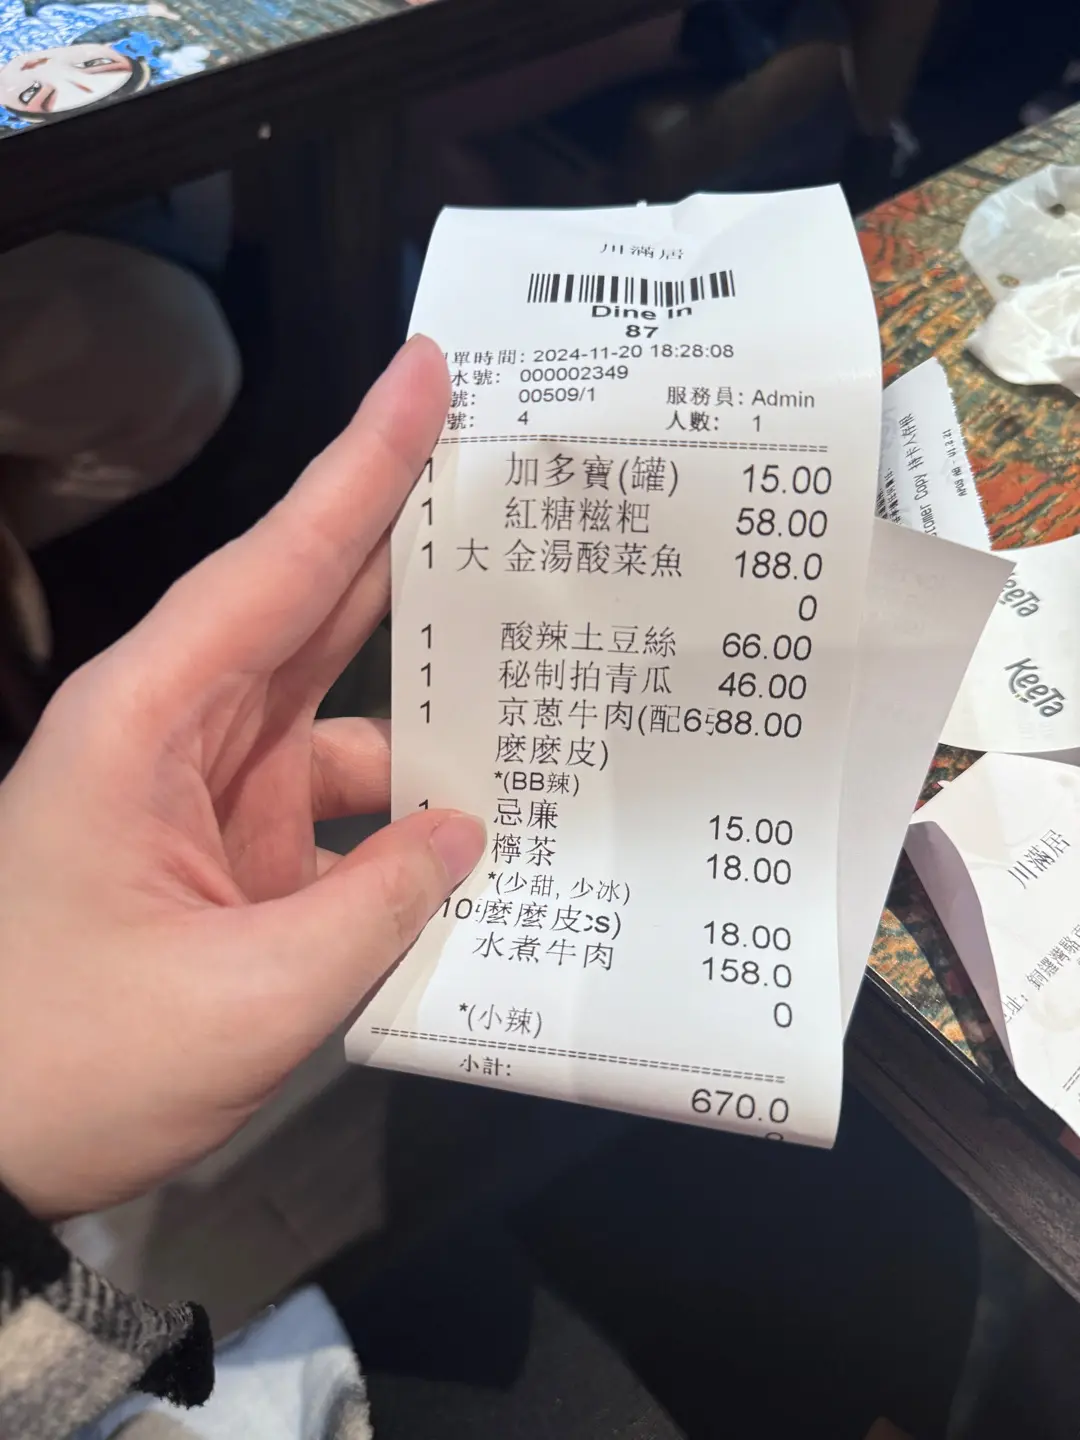 川滿居
Dine In
87
單時間: 2024-11-20 18:28:08
水號: 000002349
號: 00509/1 服務員: Admin
號: 4 人數: 1
1 加多寶(罐) 15.00
1 紅糖糍粑 58.00
1 大 金湯酸菜魚 188.0
0
1 酸辣土豆絲 66.00
1 秘制拍青瓜 46.00
1 京蔥牛肉(配6 88.00
麼麼皮)
*(BB辣)
1 忌廉 15.00
檸茶 18.00
*(少甜, 少冰)
10 麼麼皮cs) 18.00
水煮牛肉 158.0
0
*(小辣)
小計:
670.0
KeeTa
KeeTa
川滿居